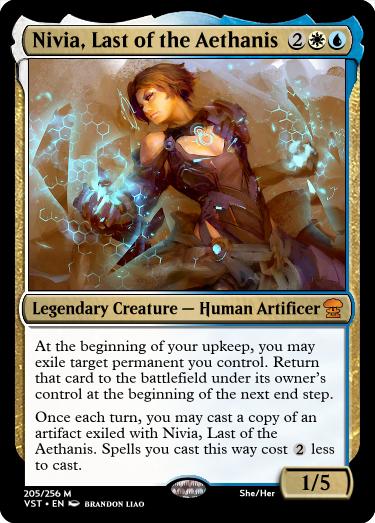 Nivia, Last of the Aethanis 2
Legendary Creature — Human Artificer
At the beginning of your upkeep, you may
exile target permanent you control. Return
that card to the battlefield under its owner's
control at the beginning of the next end step.
Once each turn, you may cast a copy of an
artifact exiled with Nivia, Last of the
Aethanis. Spells you cast this way cost 2 less
to cast.
1/5
205/256 M
VST • EN BRANDON LIAO
She/Her